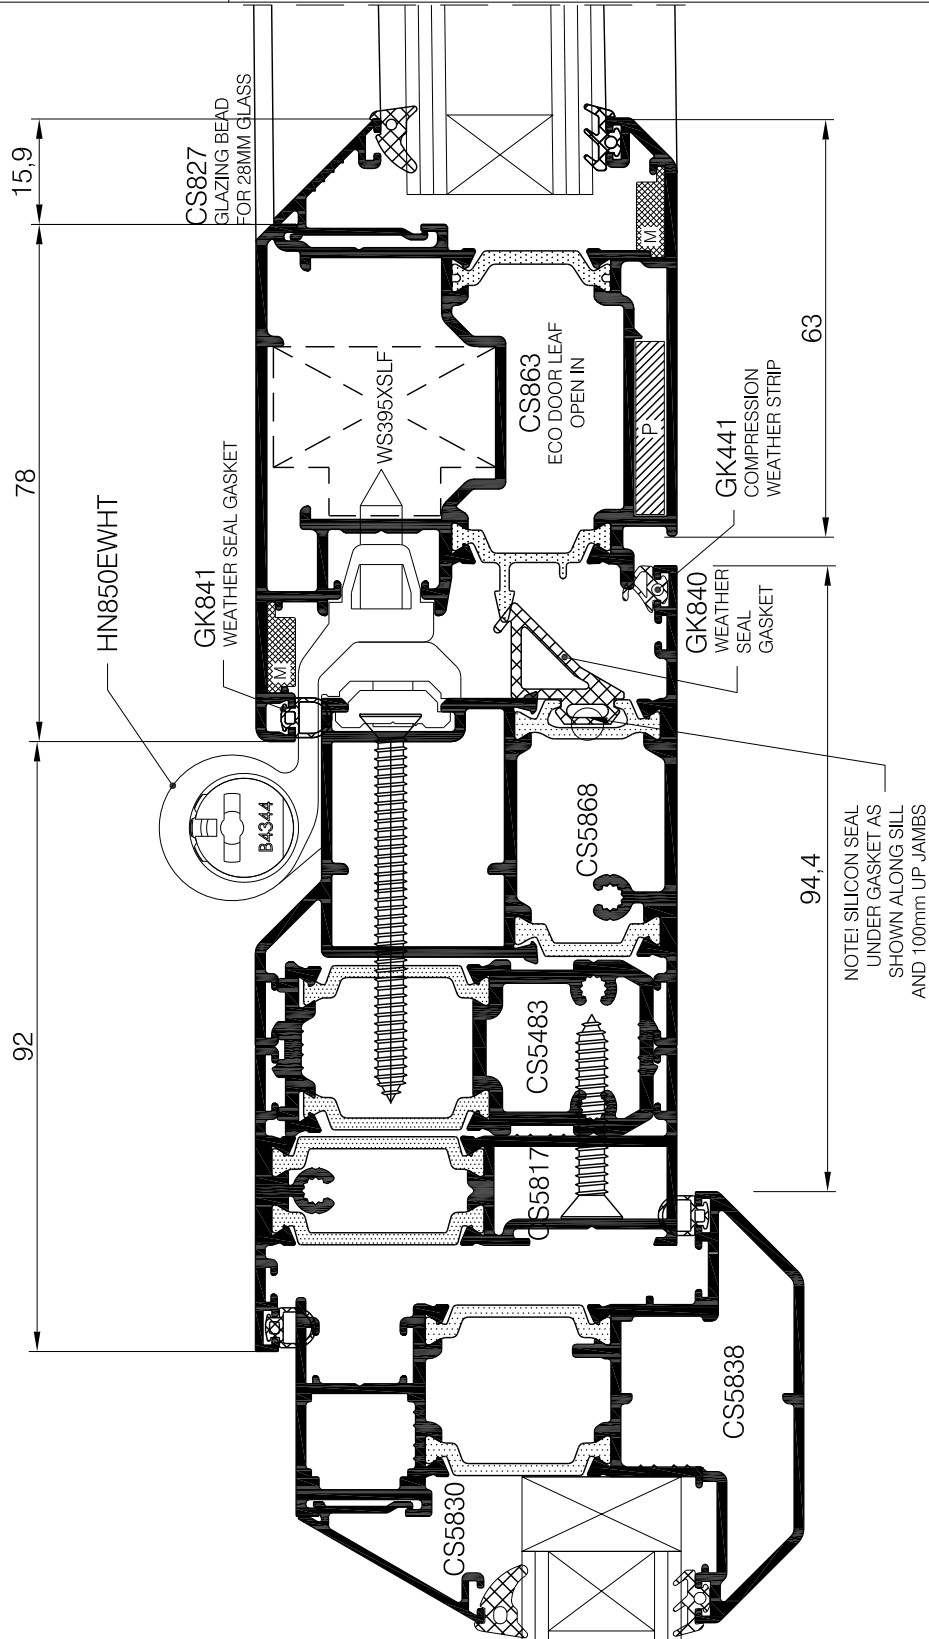 15,9
CS827
GLAZING BEAD
FOR 28MM GLASS
78
HN850EWHT
GK841
WEATHER SEAL GASKET
M
WS395XSLF
CS863
ECO DOOR LEAF
OPEN IN
M
P
63
GK441
COMPRESSION
WEATHER STRIP
GK840
WEATHER
SEAL
GASKET
B4344
CS5868
94,4
NOTE! SILICON SEAL
UNDER GASKET AS
SHOWN ALONG SILL
AND 100mm UP JAMBS
92
CS5483
CS5817
CS5838
CS5830